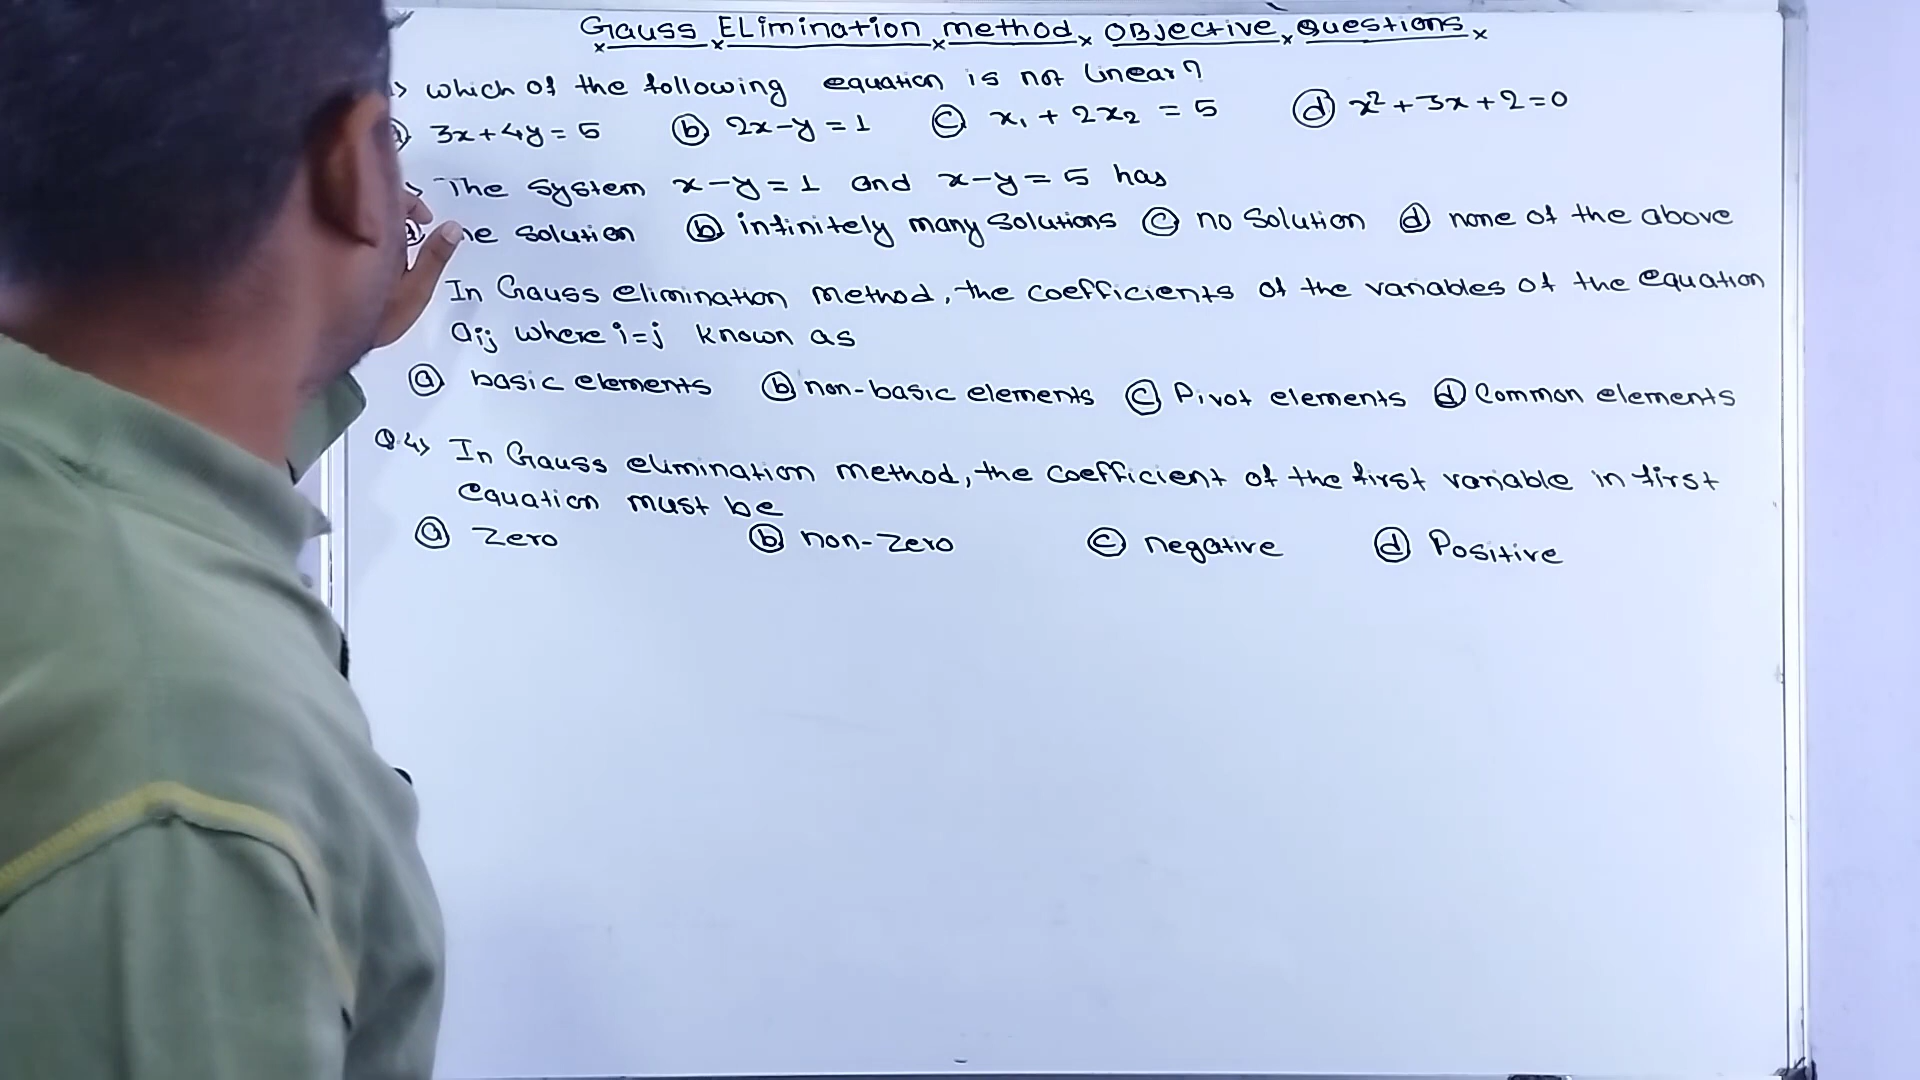 Gauss Elimination method Objective Questions
> which of the following equation is not linear?
3x+4y=5 (b) 2x-y=1 (c) x₁+2x₂=5 (d) x²+3x+2=0
> The system x-y=1 and x-y=5 has
solution (b) infinitely many solutions (c) no solution (d) none of the above
In Gauss elimination method, the coefficients of the variables of the equation
aᵢⱼ where i=j known as
(a) basic elements (b) non-basic elements (c) Pivot elements (d) Common elements
Q.4> In Gauss elimination method, the coefficient of the first variable in first
equation must be
(a) Zero (b) non-zero (c) negative (d) Positive